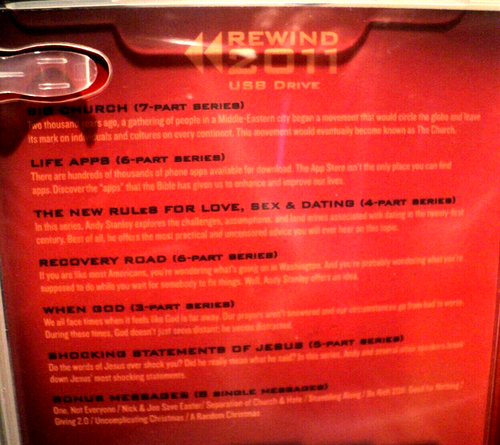 REWIND
2011
USB DRIVE
BIG CHURCH (7-PART SERIES)
Two thousand years ago, a gathering of people in a Middle-Eastern city began a movement that would circle the globe and leave
its mark on individuals and cultures on every continent. This movement would eventually become known as The Church.
LIFE APPS (6-PART SERIES)
There are hundreds of thousands of phone apps available for download. The App Store isn't the only place you can find
apps. Discover the "apps" that the Bible has given us to enhance and improve our lives.
THE NEW RULES FOR LOVE, SEX & DATING (4-PART SERIES)
In this series, Andy Stanley explores the challenges, assumptions, and land mines associated with dating in the twenty-first
century. Best of all, he offers the most practical and uncensored advice you will ever hear on this topic.
RECOVERY ROAD (6-PART SERIES)
If you are like most Americans, you're wondering what's going on in Washington. And you're probably wondering what you're
supposed to do while you wait for somebody to fix things. Well, Andy Stanley offers an idea.
WHEN GOD (3-PART SERIES)
We all face times when it feels like God is far away. Our prayers aren't answered and our circumstances go from bad to worse.
During these times, God doesn't just seem distant; he seems distracted.
SHOCKING STATEMENTS OF JESUS (5-PART SERIES)
Do the words of Jesus ever shock you? Did he really mean what he said? In this series, Andy and several other speakers break
down Jesus' most shocking statements.
BONUS MESSAGES (8 SINGLE MESSAGES)
One, Not Everyone / Nick & Joe Save Easter / Separation of Church & Hate / Stumbling Along / Be Rich 2011: Good for Nothing /
Giving 2.0 / Uncomplicating Christmas / A Random Christmas